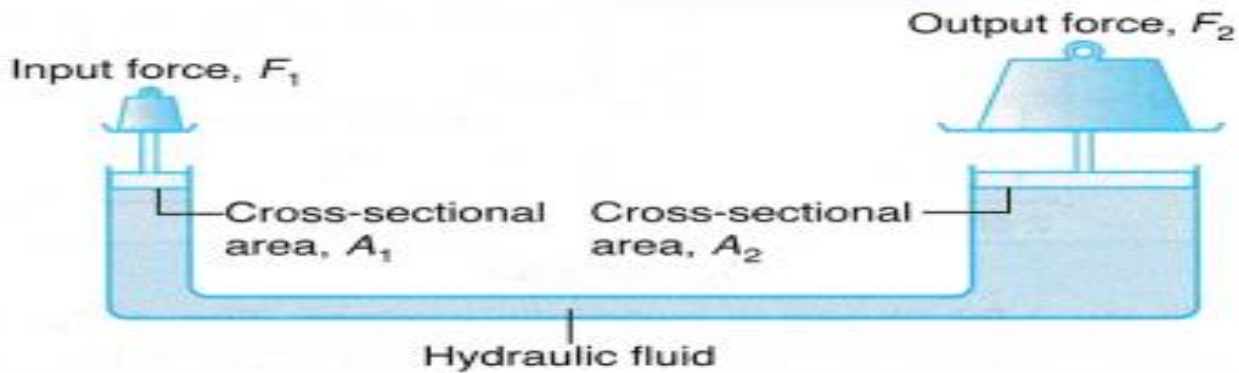 Output force, F₂
Input force, F₁
Cross-sectional
area, A₁
Cross-sectional
area, A₂
Hydraulic fluid